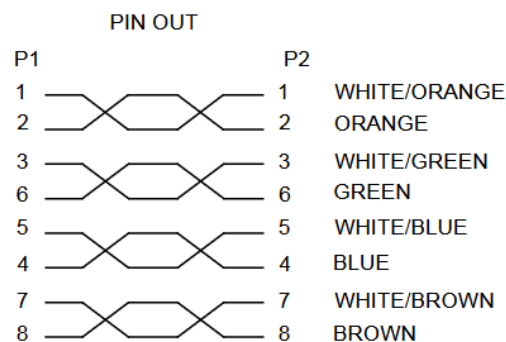 PIN OUT
P1 P2
1 1 WHITE/ORANGE
2 2 ORANGE
3 3 WHITE/GREEN
6 6 GREEN
5 5 WHITE/BLUE
4 4 BLUE
7 7 WHITE/BROWN
8 8 BROWN